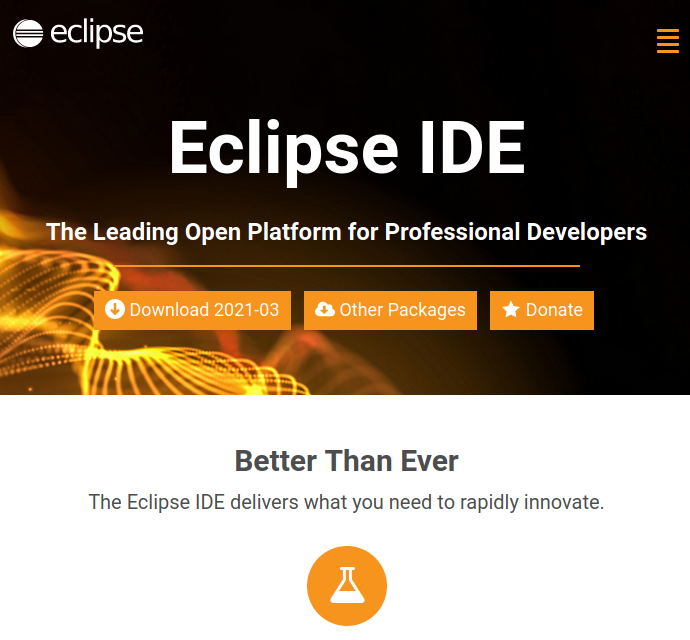 eclipse
Eclipse IDE
The Leading Open Platform for Professional Developers
Download 2021-03
Other Packages
Donate
Better Than Ever
The Eclipse IDE delivers what you need to rapidly innovate.